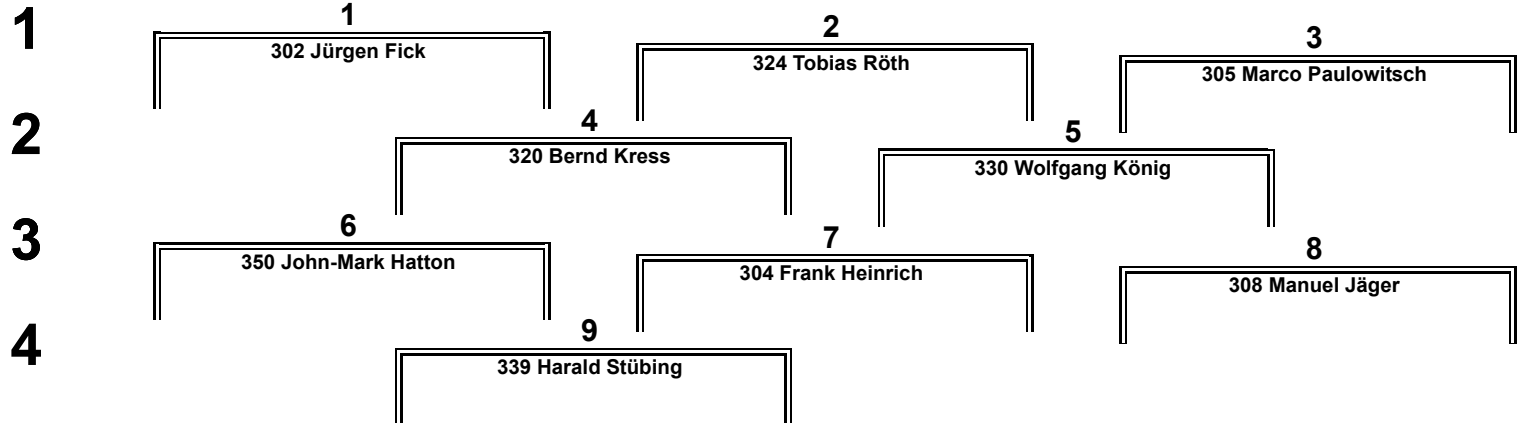 1
1
302 Jürgen Fick
2
324 Tobias Röth
3
305 Marco Paulowitsch
2
4
320 Bernd Kress
5
330 Wolfgang König
3
6
350 John-Mark Hatton
7
304 Frank Heinrich
8
308 Manuel Jäger
4
9
339 Harald Stübing